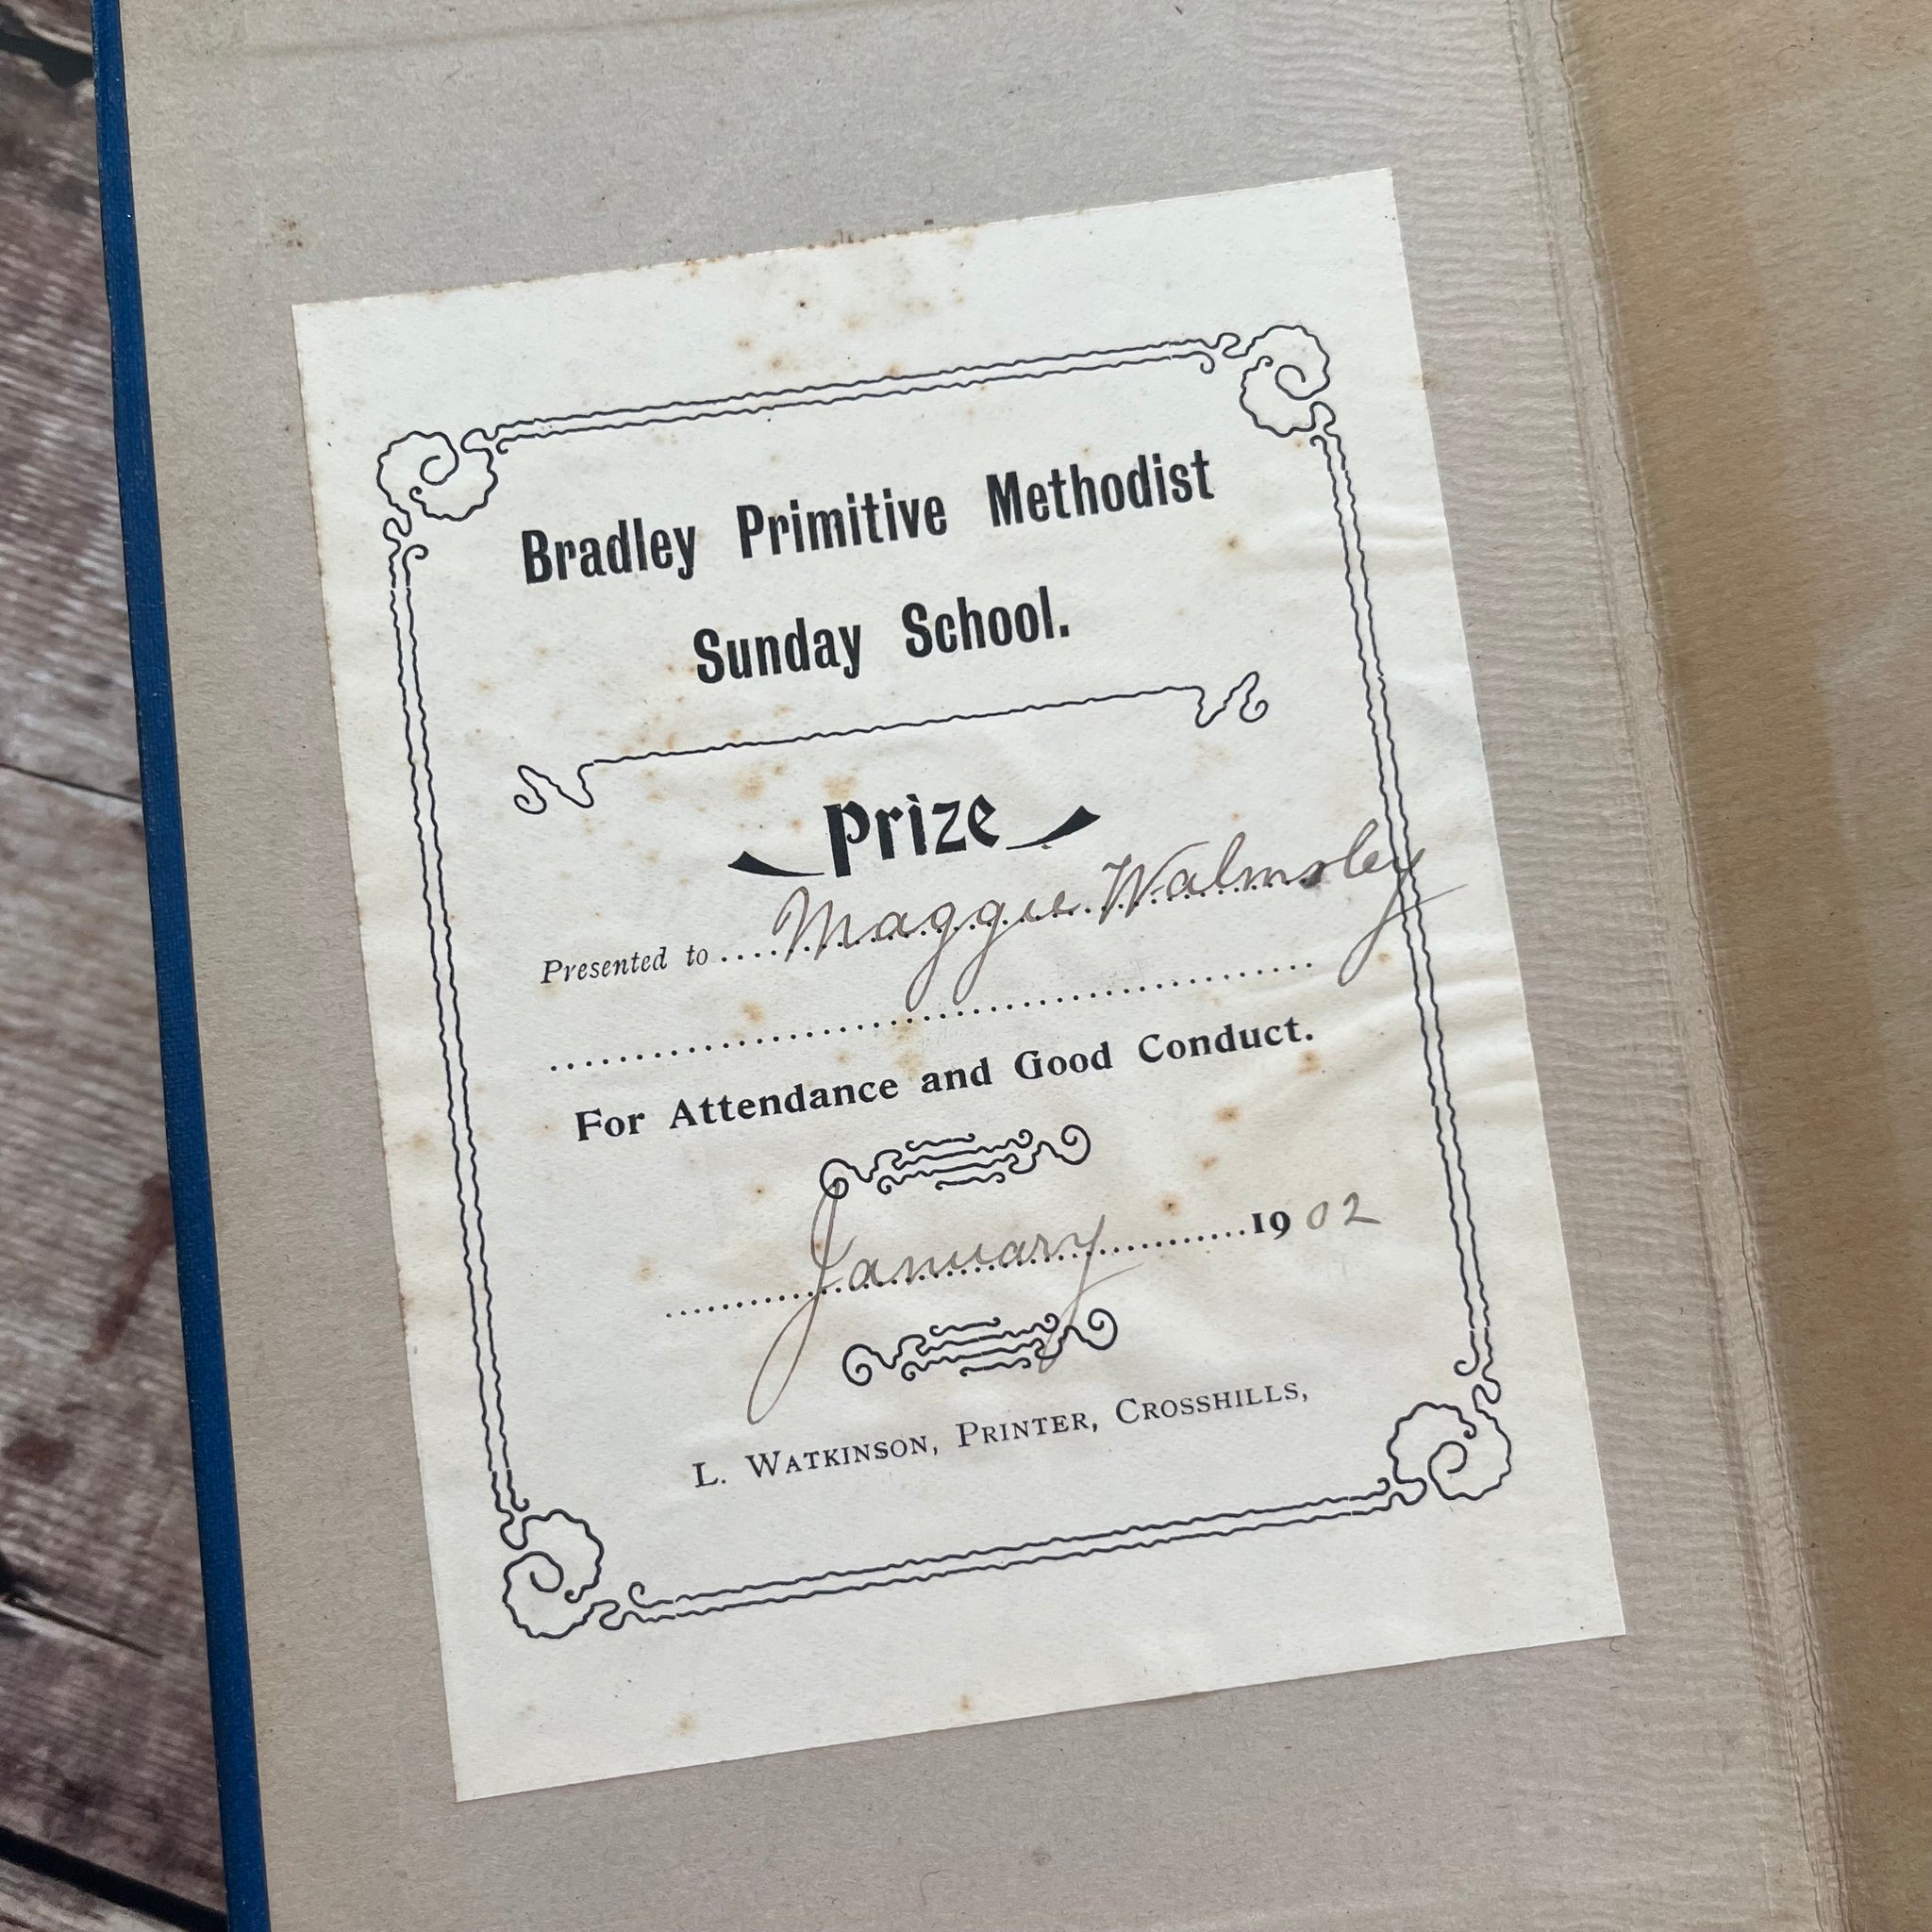 Bradley Primitive Methodist
Sunday School.
Prize
Presented to ....Maggie Walmsley
For Attendance and Good Conduct.
January 1902
L. Watkinson, Printer, Crosshills,